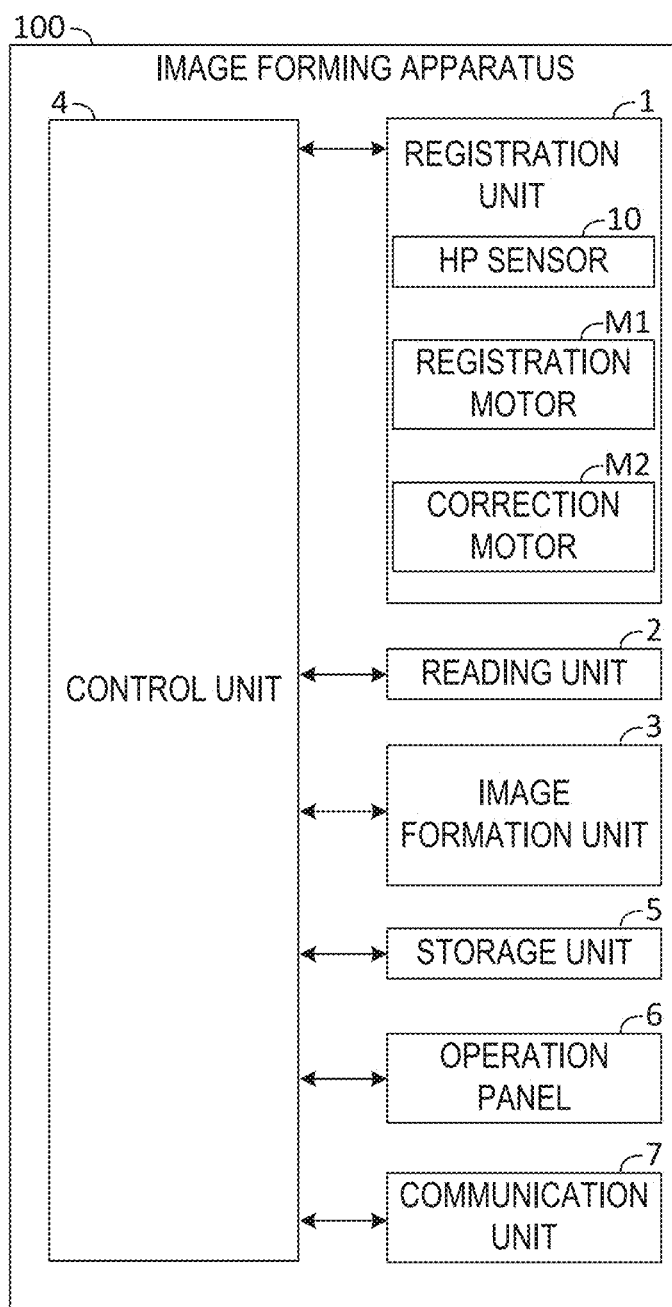 100
IMAGE FORMING APPARATUS
4
CONTROL UNIT
1
REGISTRATION
UNIT
10
HP SENSOR
M1
REGISTRATION
MOTOR
M2
CORRECTION
MOTOR
2
READING UNIT
3
IMAGE
FORMATION UNIT
5
STORAGE UNIT
6
OPERATION
PANEL
7
COMMUNICATION
UNIT